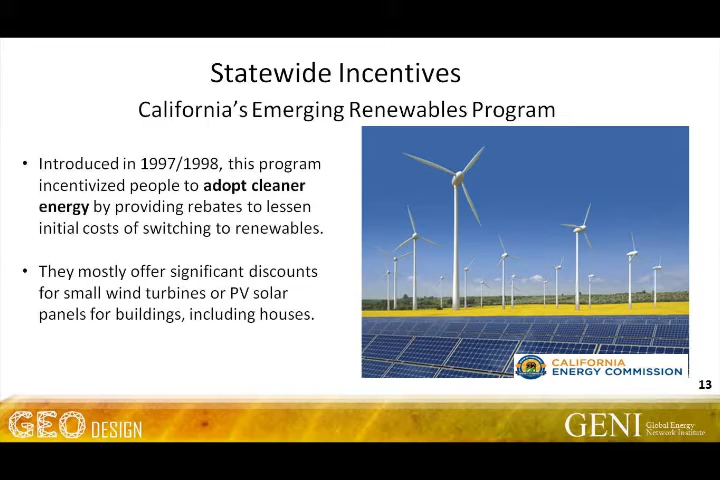 Statewide Incentives
California's Emerging Renewables Program
• Introduced in 1997/1998, this program
incentivized people to adopt cleaner
energy by providing rebates to lessen
initial costs of switching to renewables.
• They mostly offer significant discounts
for small wind turbines or PV solar
panels for buildings, including houses.
CALIFORNIA
ENERGY COMMISSION
13
GEO DESIGN
GENI Global Energy
Network Institute